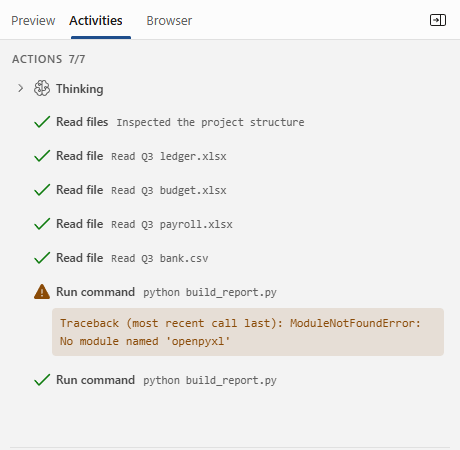 Preview Activities Browser
ACTIONS 7/7
Thinking
Read files Inspected the project structure
Read file Read Q3 ledger.xlsx
Read file Read Q3 budget.xlsx
Read file Read Q3 payroll.xlsx
Read file Read Q3 bank.csv
Run command python build_report.py
Traceback (most recent call last): ModuleNotFoundError:
No module named 'openpyxl'
Run command python build_report.py